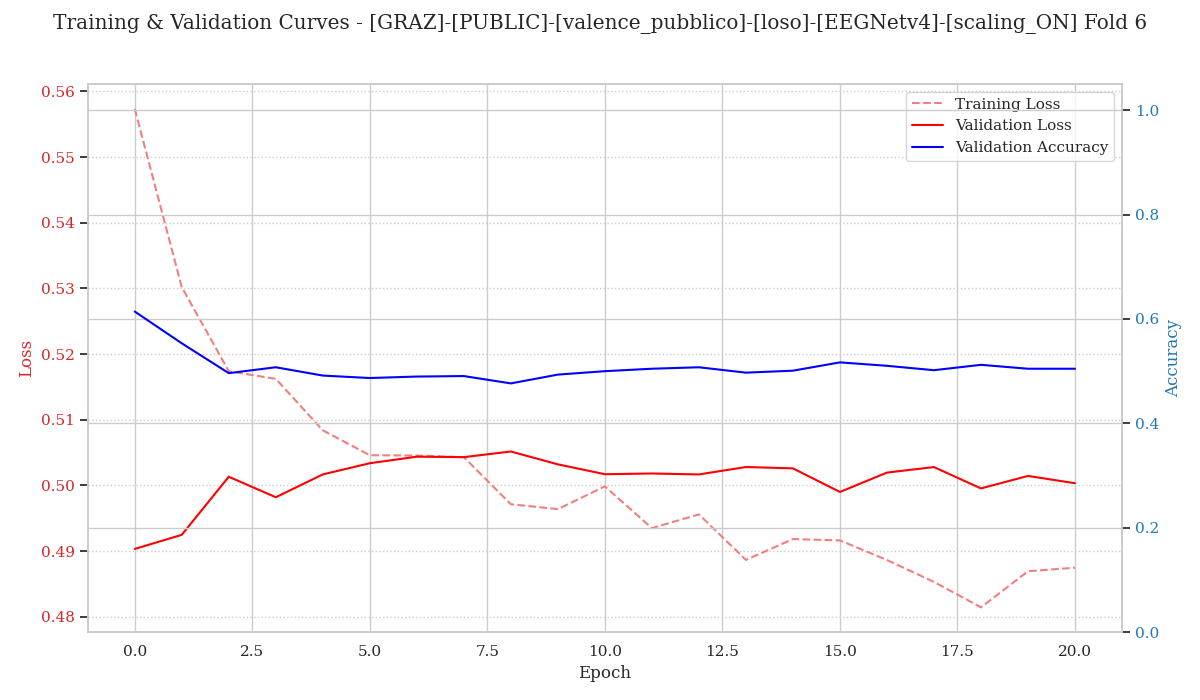 Training & Validation Curves - [GRAZ]-[PUBLIC]-[valence_pubblico]-[loso]-[EEGNetv4]-[scaling_ON] Fold 6
Training Loss
Validation Loss
Validation Accuracy
Loss
0.56
0.55
0.54
0.53
0.52
0.51
0.50
0.49
0.48
1.0
0.8
0.6
0.4
0.2
0.0
Accuracy
0.0 2.5 5.0 7.5 10.0 12.5 15.0 17.5 20.0
Epoch